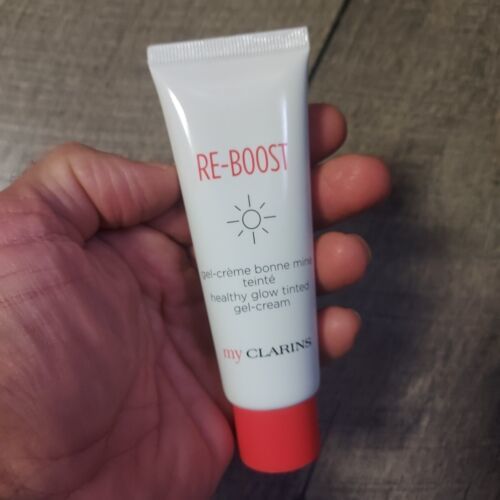 RE-BOOST
gel-crème bonne mine
teinté
healthy glow tinted
gel-cream
my CLARINS